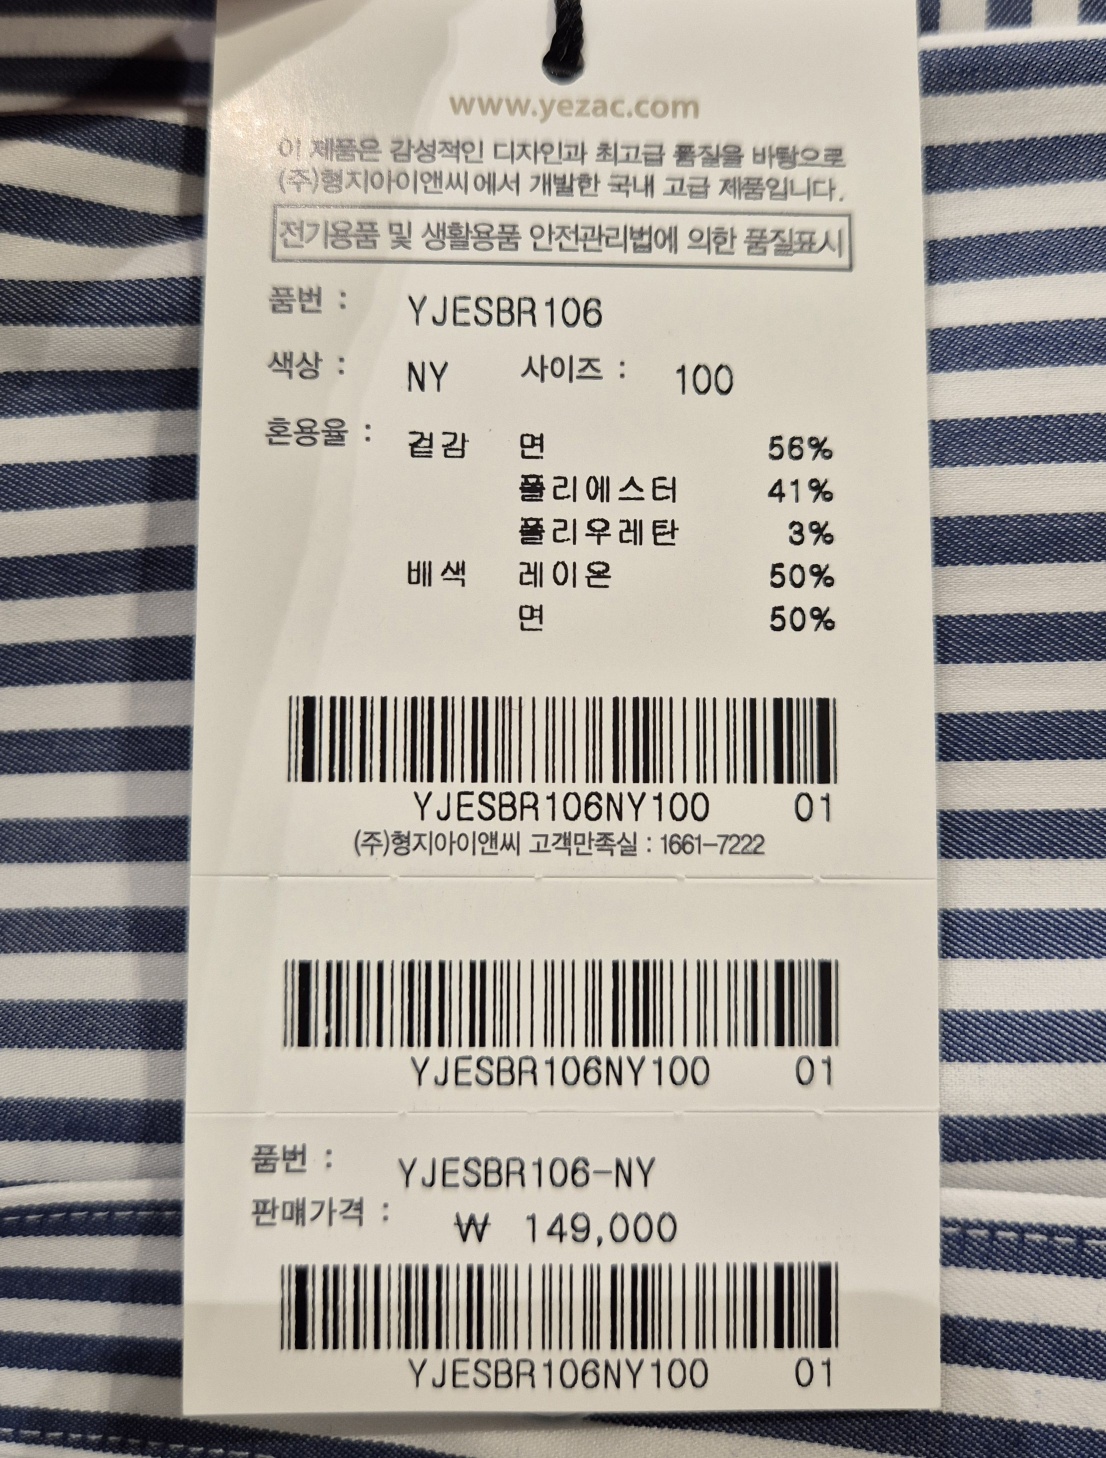 www.yezac.com
이 제품은 감성적인 디자인과 최고급 품질을 바탕으로
(주)형지아이앤씨에서 개발한 국내 고급 제품입니다.
전기용품 및 생활용품 안전관리법에 의한 품질표시
품번 : YJESBR106
색상 : NY 사이즈 : 100
혼용율 : 겉감 면 56%
폴리에스터 41%
폴리우레탄 3%
배색 레이온 50%
면 50%
YJESBR106NY100 01
(주)형지아이앤씨 고객만족실 : 1661-7222
YJESBR106NY100 01
품번 : YJESBR106-NY
판매가격 : ₩ 149,000
YJESBR106NY100 01